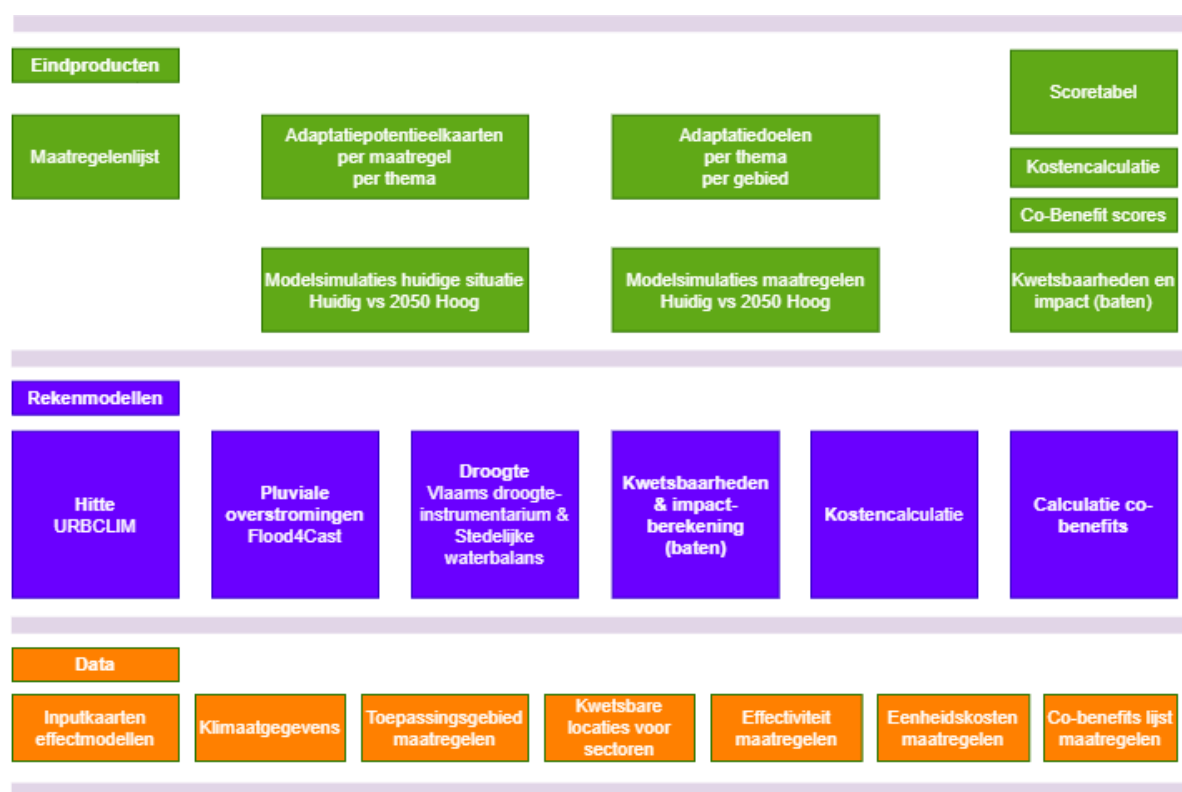 Eindproducten
Scoretabel
Maatregelenlijst
Adaptatiepotentieelkaarten
per maatregel
per thema
Adaptatiedoelen
per thema
per gebied
Kostencalculatie
Co-Benefit scores
Modelsimulaties huidige situatie
Huidig vs 2050 Hoog
Modelsimulaties maatregelen
Huidig vs 2050 Hoog
Kwetsbaarheden en
impact (baten)
Rekenmodellen
Hitte
URBCLIM
Pluviale
overstromingen
Flood4Cast
Droogte
Vlaams droogte-
instrumentarium &
Stedelijke
waterbalans
Kwetsbaarheden
& impact-
berekening
(baten)
Kostencalculatie
Calculatie co-
benefits
Data
Inputkaarten
effectmodellen
Klimaatgegevens
Toepassingsgebied
maatregelen
Kwetsbare
locaties voor
sectoren
Effectiviteit
maatregelen
Eenheidskosten
maatregelen
Co-benefits lijst
maatregelen